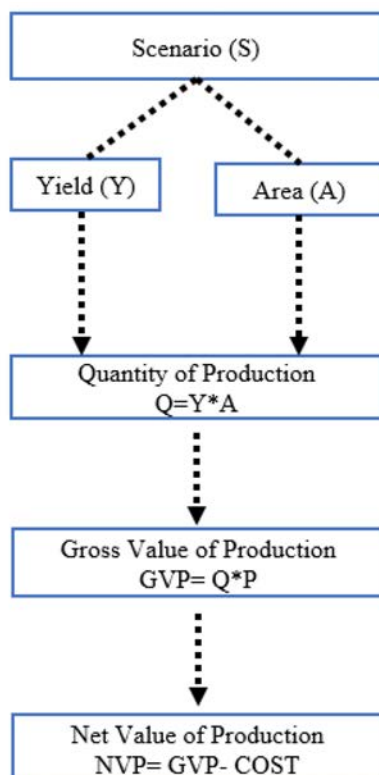 Scenario (S)
Yield (Y)
Area (A)
Quantity of Production
Q=Y*A
Gross Value of Production
GVP= Q*P
Net Value of Production
NVP= GVP- COST